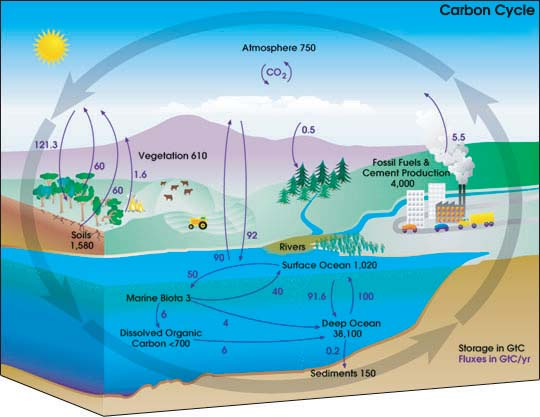 Carbon Cycle
Atmosphere 750
CO2
121.3
60
60
1.6
0.5
5.5
Vegetation 610
Fossil Fuels &
Cement Production
4,000
Soils
1,580
90
92
Rivers
Surface Ocean 1,020
50
40
91.6
100
Marine Biota 3
6
4
Deep Ocean
38,100
Dissolved Organic
Carbon <700
6
0.2
Sediments 150
Storage in GtC
Fluxes in GtC/yr